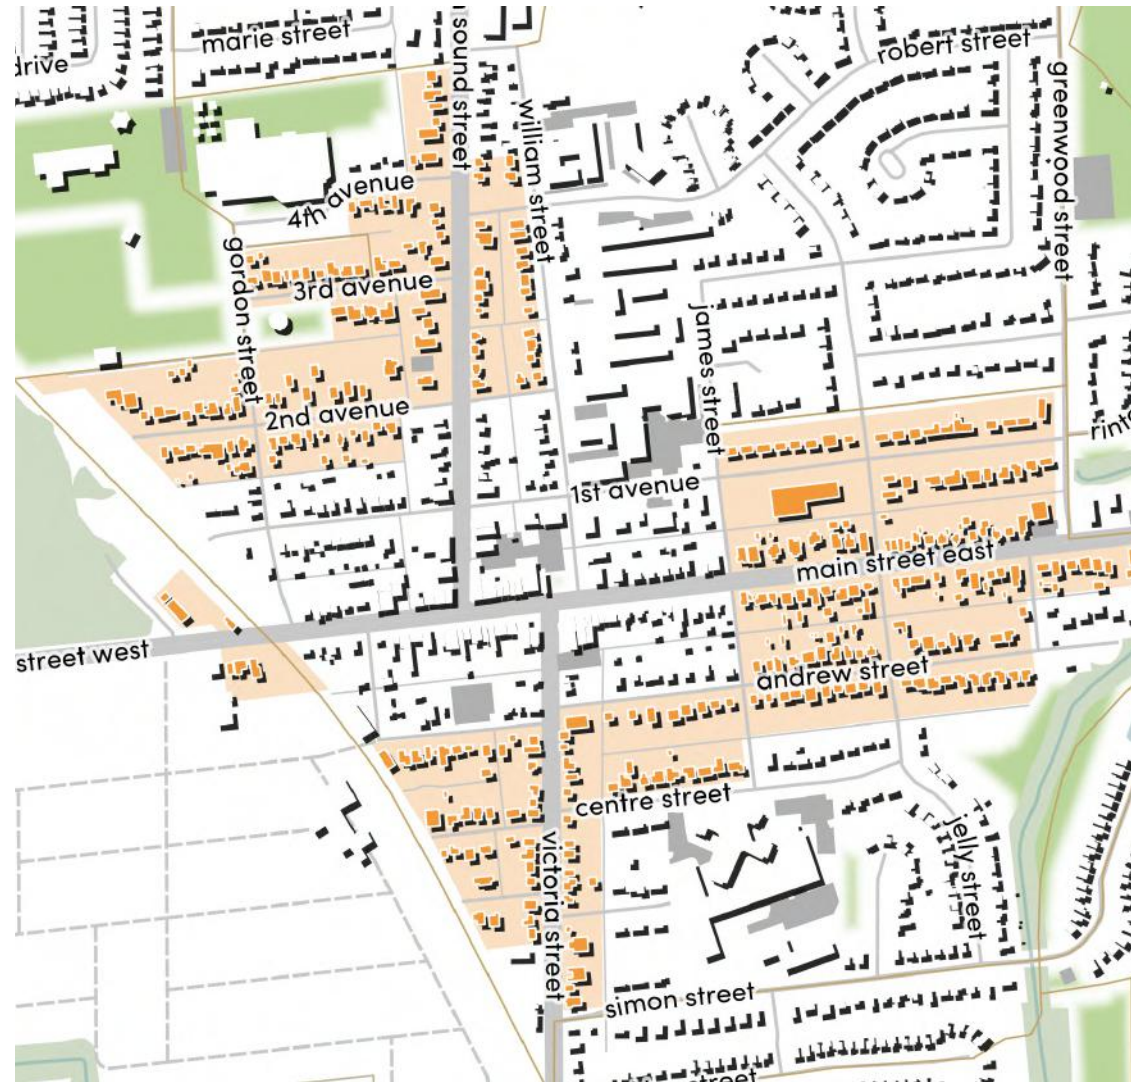 marie street
drive
sound street
robert street
greenwood street
william street
4th avenue
gordon street
3rd avenue
james street
2nd avenue
1st avenue
main street east
street west
andrew street
centre street
victoria street
jelly street
simon street
street